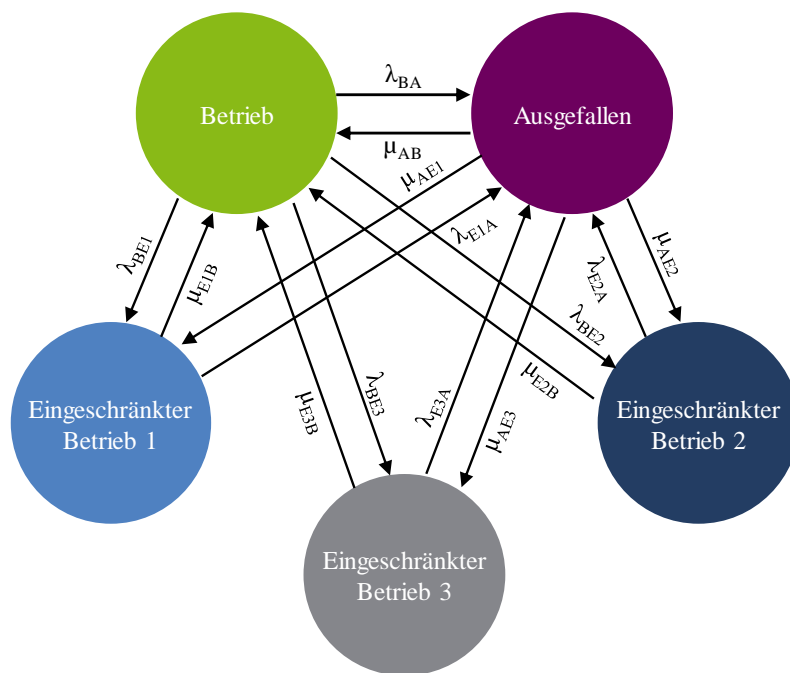 λBA
Betrieb
Ausgefallen
μAB
μAE1
λE1A
λBE1
μE1B
μAE2
λE2A
λBE2
μE2B
λBE3
μE3B
λE3A
μAE3
Eingeschränkter
Betrieb 1
Eingeschränkter
Betrieb 2
Eingeschränkter
Betrieb 3